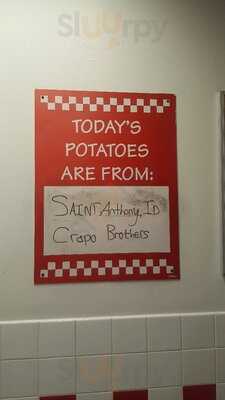 Sluurpy
TODAY'S
POTATOES
ARE FROM:
SAINT Anthony, ID
Crapo Brothers
Sluurpy